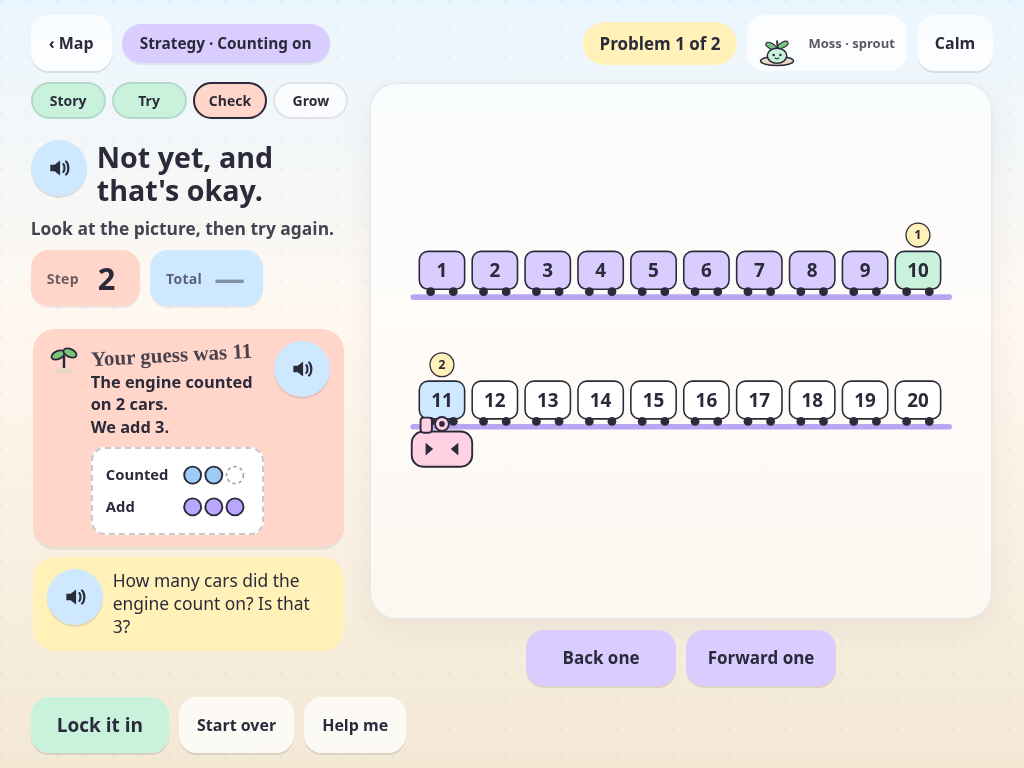 ‹ Map
Strategy · Counting on
Problem 1 of 2
Moss · sprout
Calm
Story
Try
Check
Grow
Not yet, and
that's okay.
Look at the picture, then try again.
Step 2
Total —
Your guess was 11
The engine counted
on 2 cars.
We add 3.
Counted
Add
How many cars did the
engine count on? Is that
3?
1
1 2 3 4 5 6 7 8 9 10
2
11 12 13 14 15 16 17 18 19 20
Back one
Forward one
Lock it in
Start over
Help me